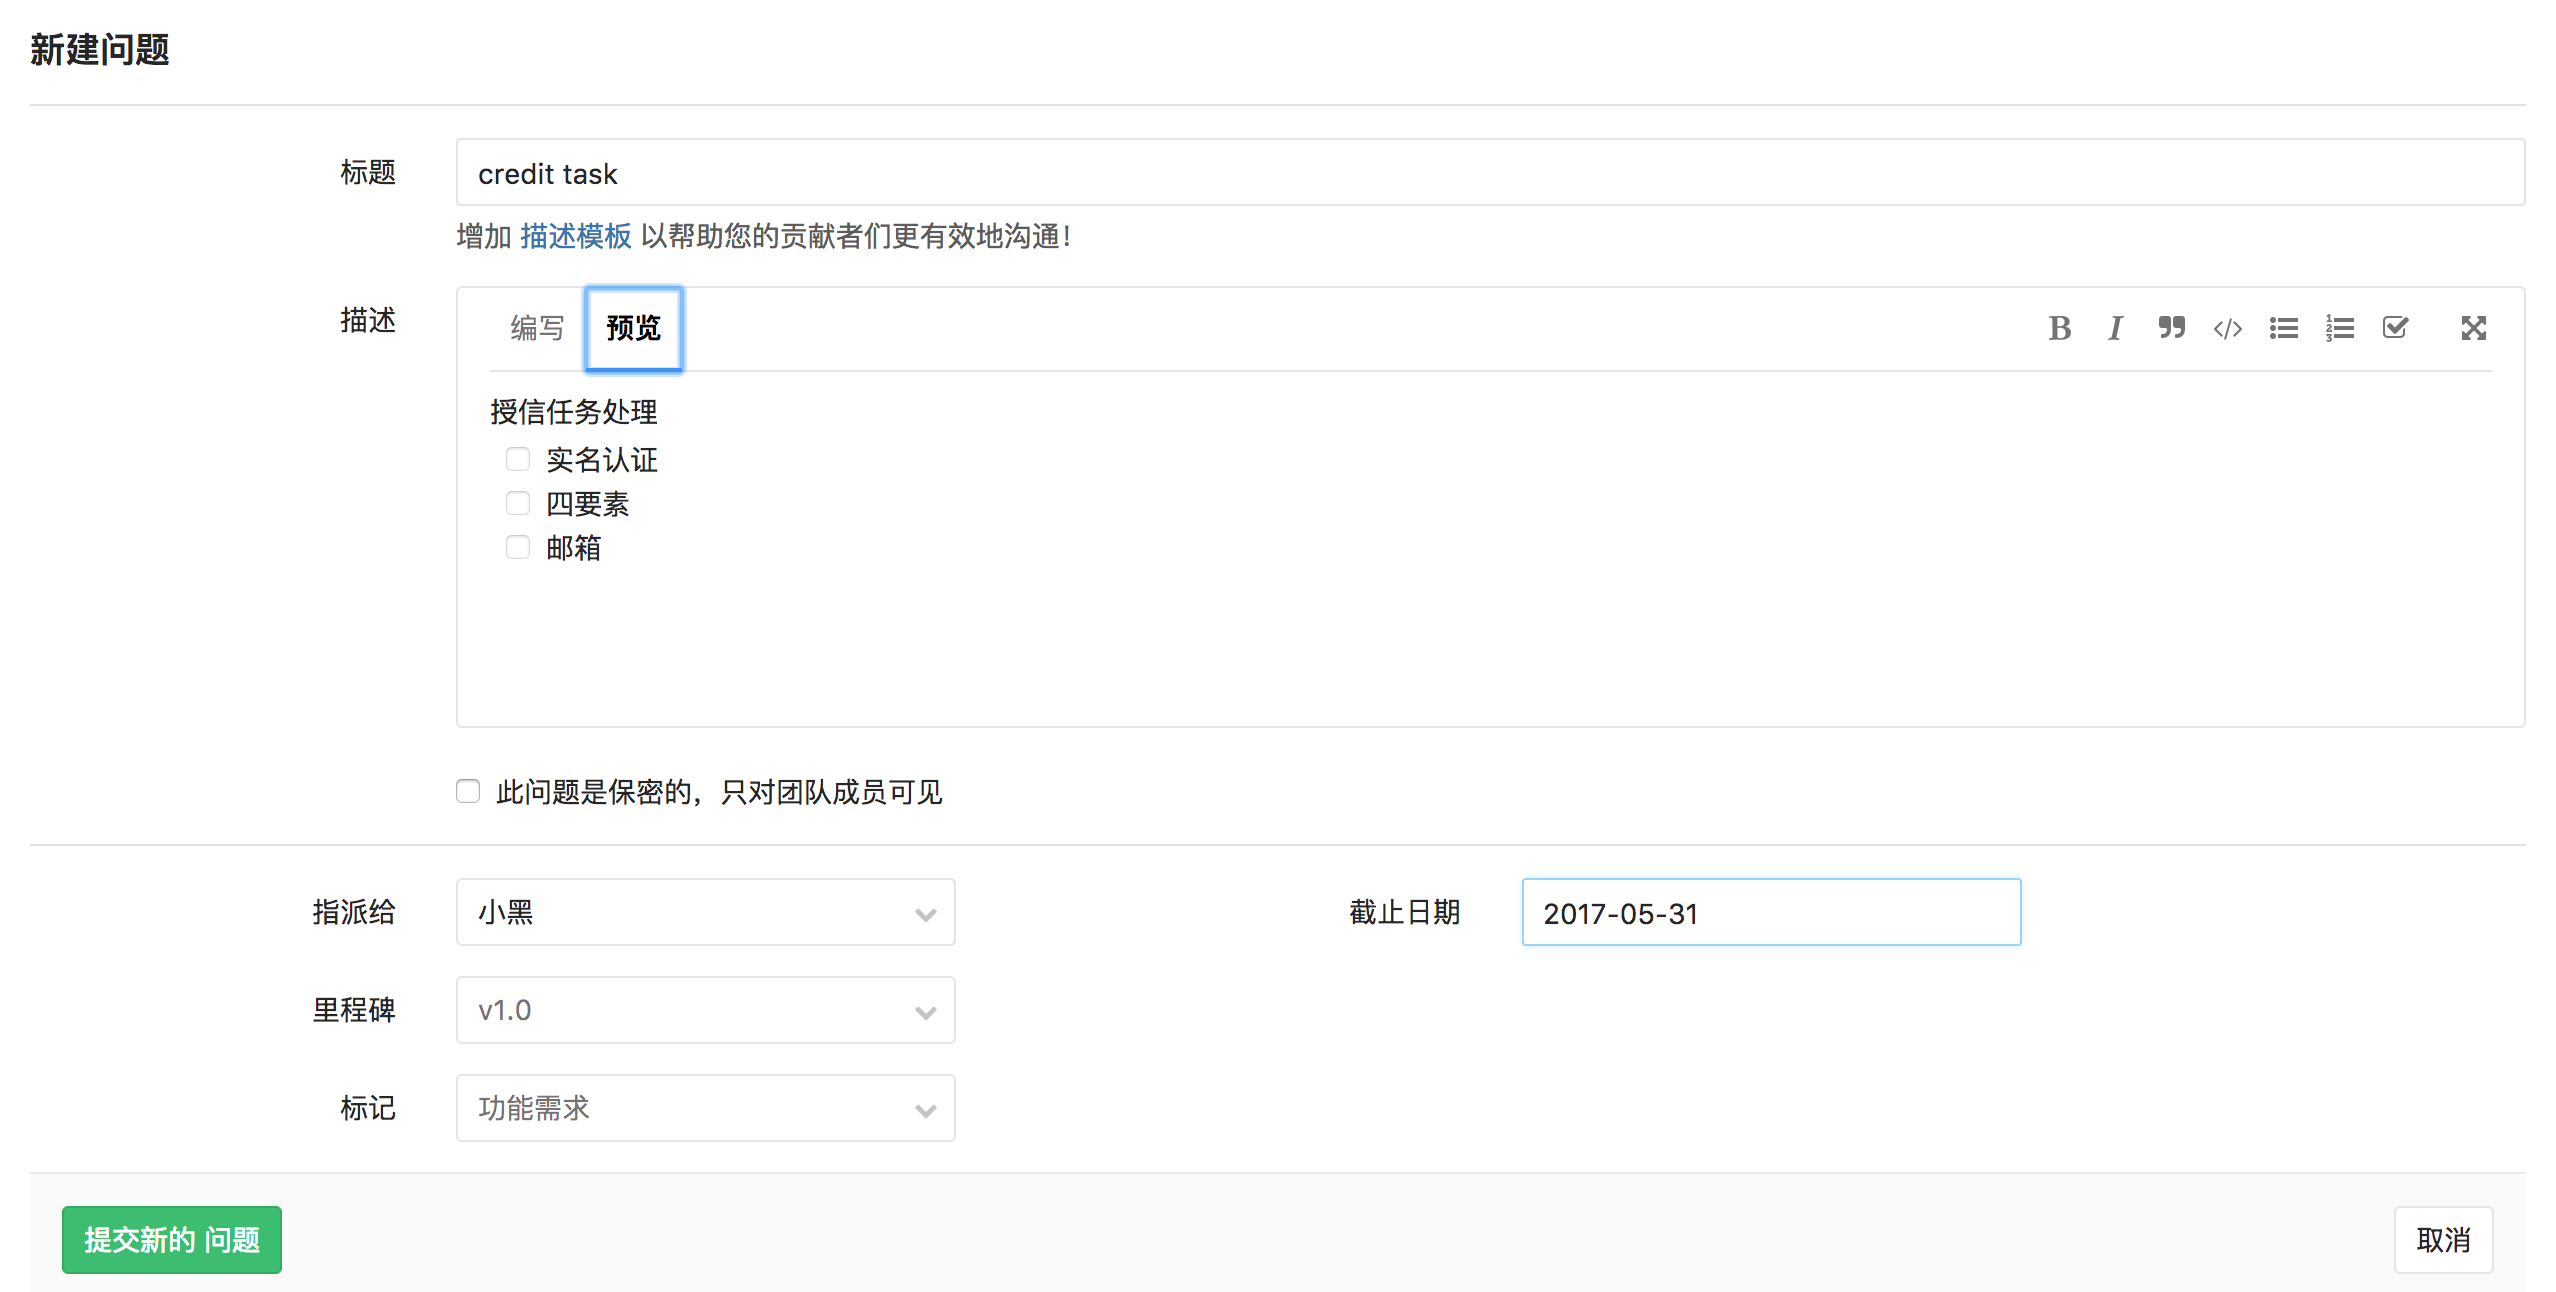 新建问题
标题
credit task
增加 描述模板 以帮助您的贡献者们更有效地沟通！
描述
编写 预览
授信任务处理
实名认证
四要素
邮箱
此问题是保密的，只对团队成员可见
指派给 小黑 截止日期 2017-05-31
里程碑 v1.0
标记 功能需求
提交新的 问题 取消